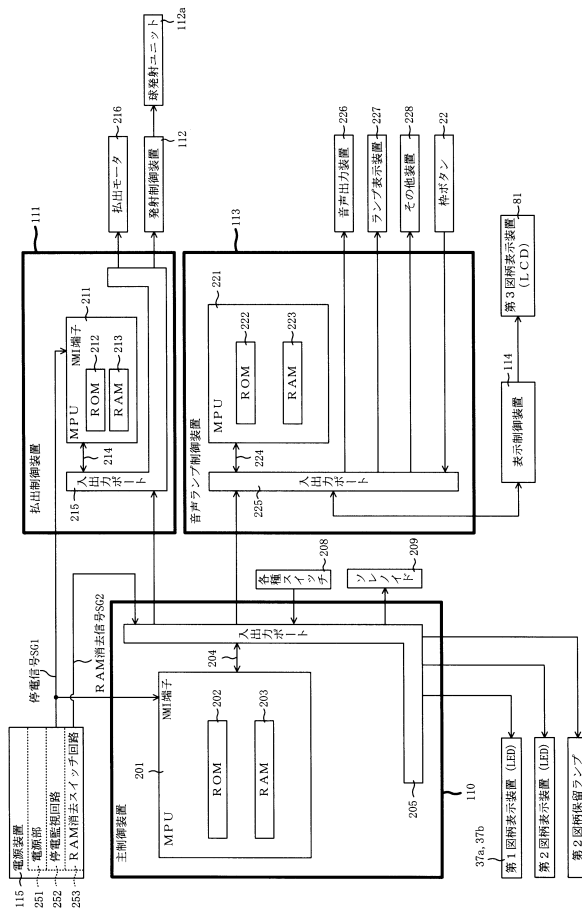 115 電源装置
251 電源部
252 停電監視回路
253 RAM消去スイッチ回路
停電信号SG1
RAM消去信号SG2
111
払出制御装置
MPU
211
NMI端子
ROM 212
RAM 213
214
入出力ポート
215
払出モータ 216
発射制御装置 112
球発射ユニット 112a
113
音声ランプ制御装置
MPU
221
ROM 222
RAM 223
224
入出力ポート
225
音声出力装置 226
ランプ表示装置 227
その他装置 228
枠ボタン 22
表示制御装置 114
第3図柄表示装置
(LCD)
81
主制御装置
110
MPU
201
NMI端子
ROM 202
RAM 203
204
入出力ポート
205
各種スイッチ
208
ソレノイド 209
37a,37b
第1図柄表示装置(LED)
第2図柄表示装置(LED)
第2図柄保留ランプ